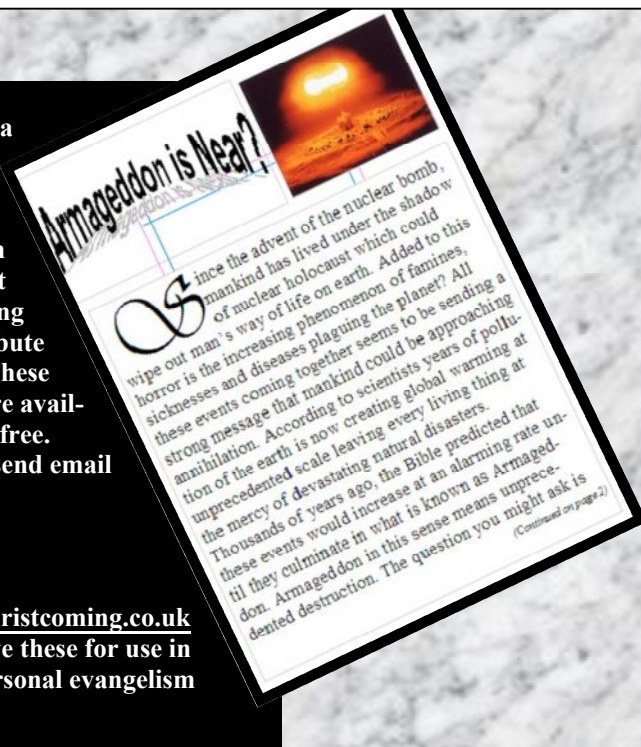 a
n
t
ng
bute
hese
re avail-
free.
send email
ristcoming.co.uk
ve these for use in
rsonal evangelism
Armageddon is Near?
Since the advent of the nuclear bomb,
mankind has lived under the shadow
of nuclear holocaust which could
wipe out man's way of life on earth. Added to this
horror is the increasing phenomenon of famines,
sicknesses and diseases plaguing the planet? All
these events coming together seems to be sending a
strong message that mankind could be approaching
annihilation. According to scientists years of pollu-
tion of the earth is now creating global warming at
unprecedented scale leaving every living thing at
the mercy of devastating natural disasters.
Thousands of years ago, the Bible predicted that
these events would increase at an alarming rate un-
til they culminate in what is known as Armaged-
don. Armageddon in this sense means unprece-
dented destruction. The question you might ask is
(Continued on page 2)